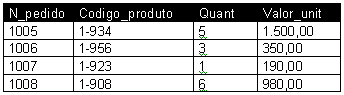 N_pedido Codigo_produto Quant Valor_unit
1005 1-934 5 1.500,00
1006 1-956 3 350,00
1007 1-923 1 190,00
1008 1-908 6 980,00